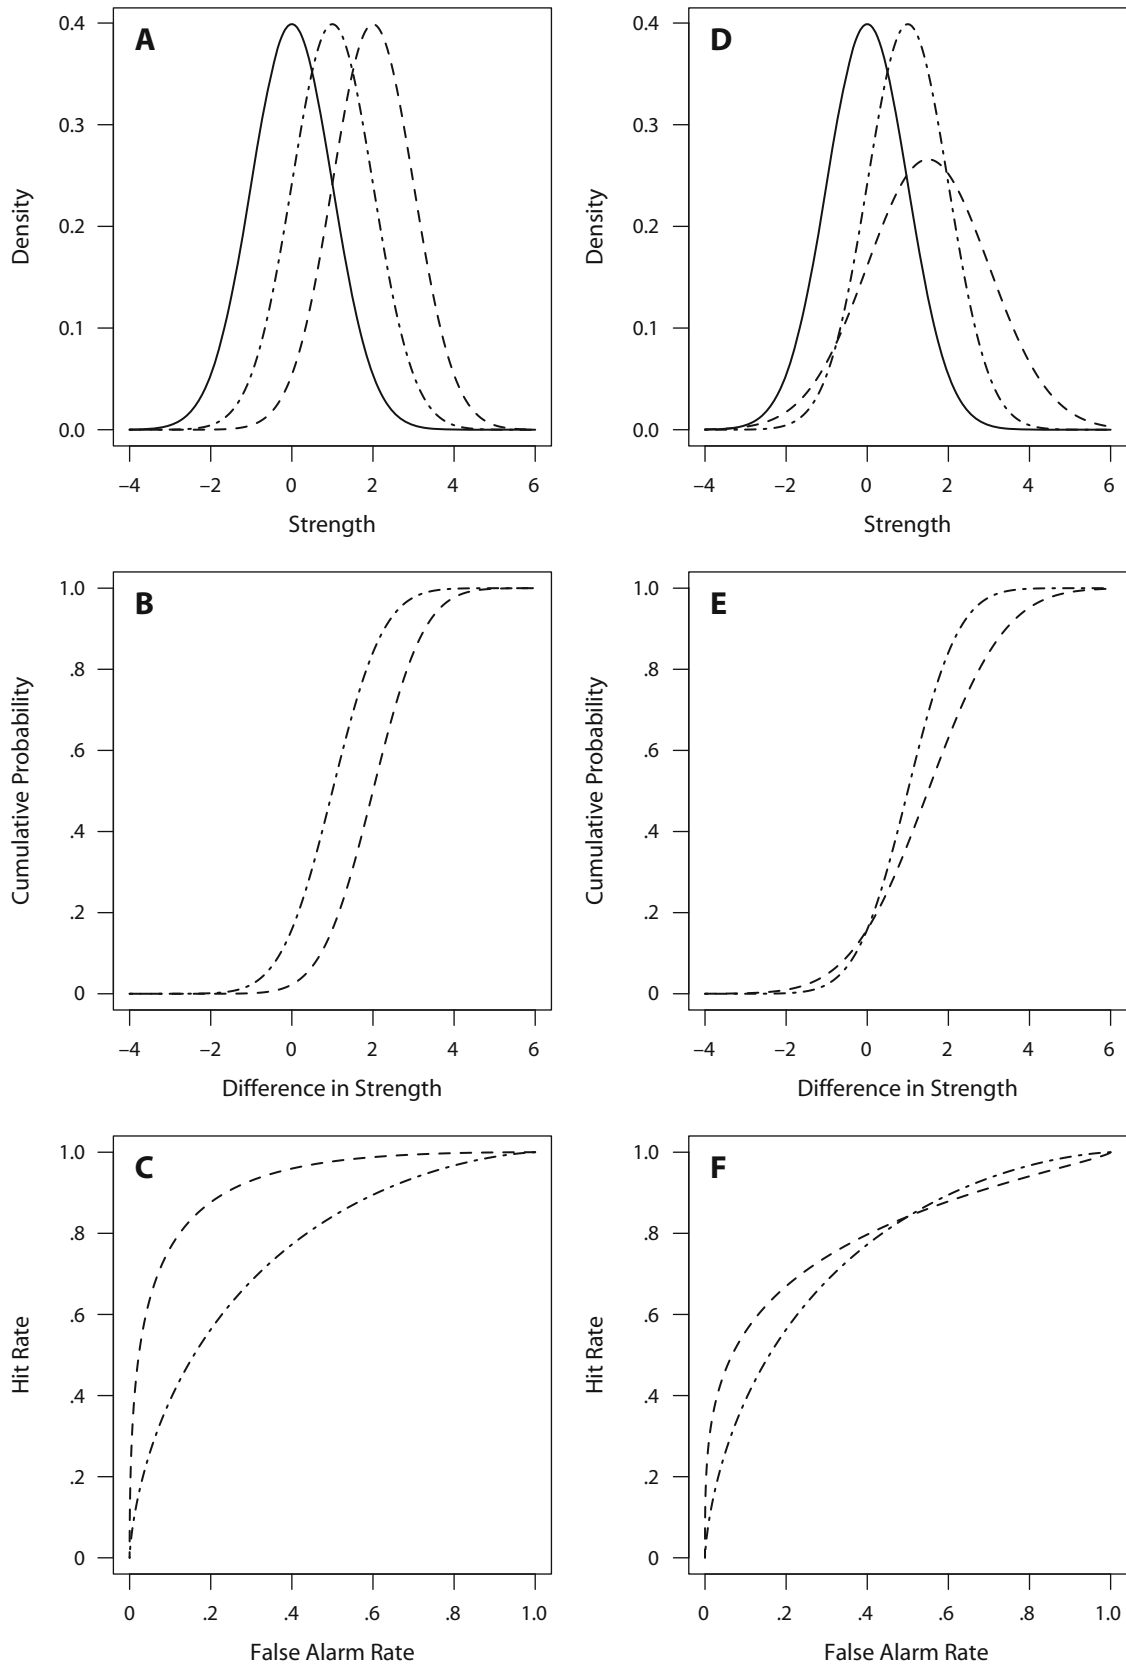 A
0.4
0.3
0.2
0.1
0.0
Density
–4 –2 0 2 4 6
Strength
D
0.4
0.3
0.2
0.1
0.0
Density
–4 –2 0 2 4 6
Strength
B
1.0
.8
.6
.4
.2
0
Cumulative Probability
–4 –2 0 2 4 6
Difference in Strength
E
1.0
.8
.6
.4
.2
0
Cumulative Probability
–4 –2 0 2 4 6
Difference in Strength
C
1.0
.8
.6
.4
.2
0
Hit Rate
0 .2 .4 .6 .8 1.0
False Alarm Rate
F
1.0
.8
.6
.4
.2
0
Hit Rate
0 .2 .4 .6 .8 1.0
False Alarm Rate